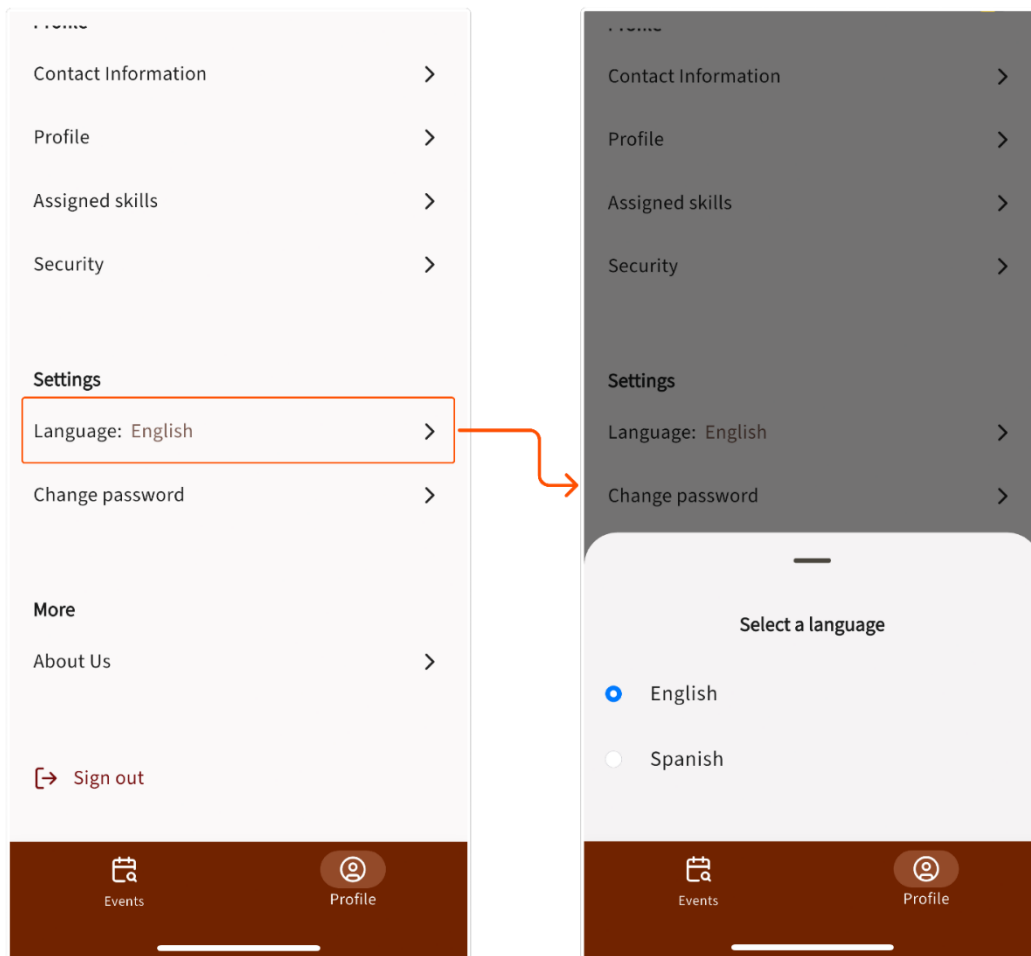 Contact Information
Profile
Assigned skills
Security
Settings
Language: English
Change password
More
About Us
Sign out
Events
Profile
Contact Information
Profile
Assigned skills
Security
Settings
Language: English
Change password
Select a language
English
Spanish
Events
Profile